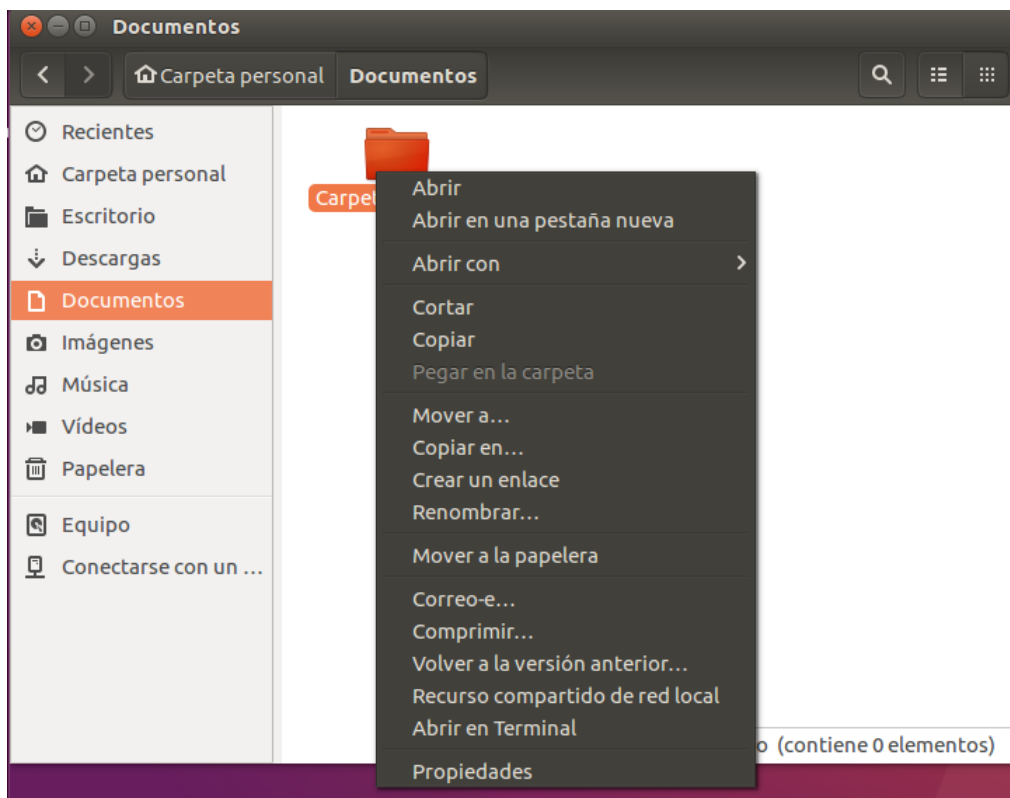 Documentos
Carpeta personal Documentos
Recientes
Carpeta personal
Escritorio
Descargas
Documentos
Imágenes
Música
Vídeos
Papelera
Equipo
Conectarse con un ...
Abrir
Abrir en una pestaña nueva
Abrir con
Cortar
Copiar
Pegar en la carpeta
Mover a...
Copiar en...
Crear un enlace
Renombrar...
Mover a la papelera
Correo-e...
Comprimir...
Volver a la versión anterior...
Recurso compartido de red local
Abrir en Terminal
Propiedades
(contiene 0 elementos)